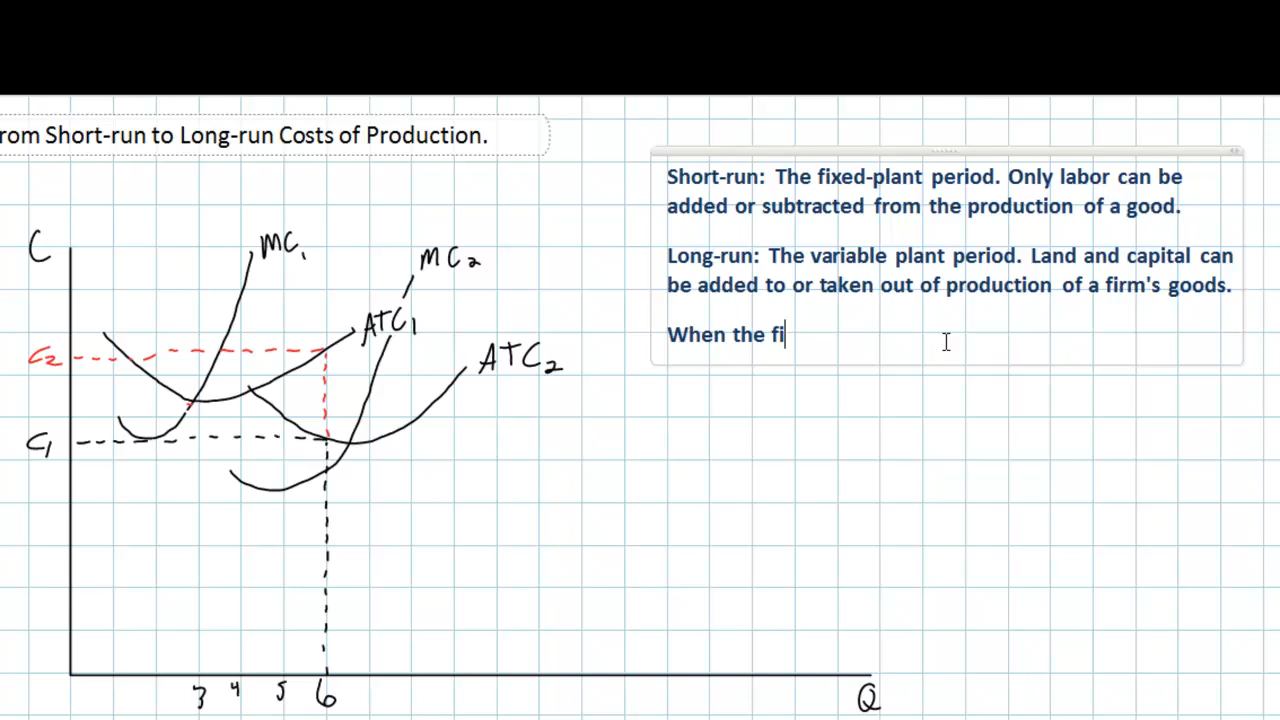 rom Short-run to Long-run Costs of Production.
Short-run: The fixed-plant period. Only labor can be
added or subtracted from the production of a good.
Long-run: The variable plant period. Land and capital can
be added to or taken out of production of a firm's goods.
When the fi
C
MC1
MC2
ATC1
C2
ATC2
C1
3 4 5 6
Q